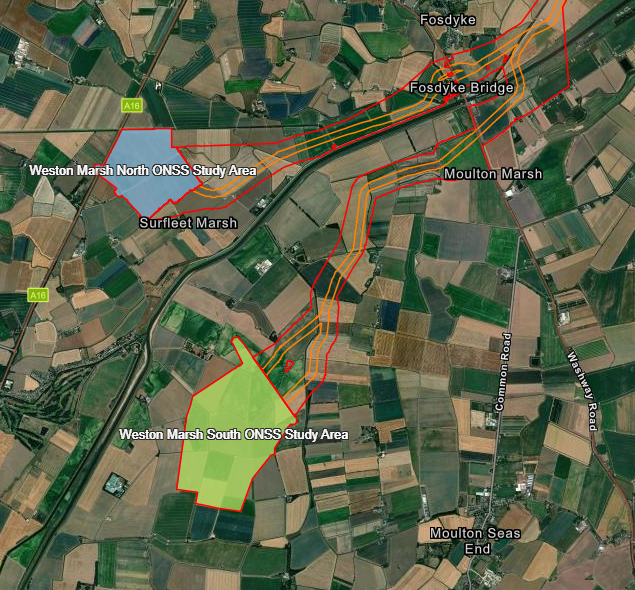 Fosdyke
Fosdyke Bridge
A16
Weston Marsh North ONSS Study Area
Moulton Marsh
Surfleet Marsh
A16
Common Road
Washway Road
Weston Marsh South ONSS Study Area
Moulton Seas
End